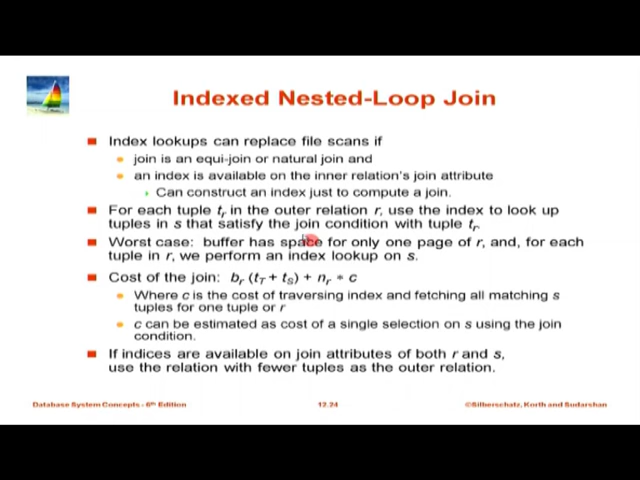 Indexed Nested-Loop Join
Index lookups can replace file scans if
join is an equi-join or natural join and
an index is available on the inner relation's join attribute
Can construct an index just to compute a join.
For each tuple tr in the outer relation r, use the index to look up
tuples in s that satisfy the join condition with tuple tr.
Worst case: buffer has space for only one page of r, and, for each
tuple in r, we perform an index lookup on s.
Cost of the join: br (tT + tS) + nr * c
Where c is the cost of traversing index and fetching all matching s
tuples for one tuple or r
c can be estimated as cost of a single selection on s using the join
condition.
If indices are available on join attributes of both r and s,
use the relation with fewer tuples as the outer relation.
Database System Concepts - 6th Edition
12.24
©Silberschatz, Korth and Sudarshan